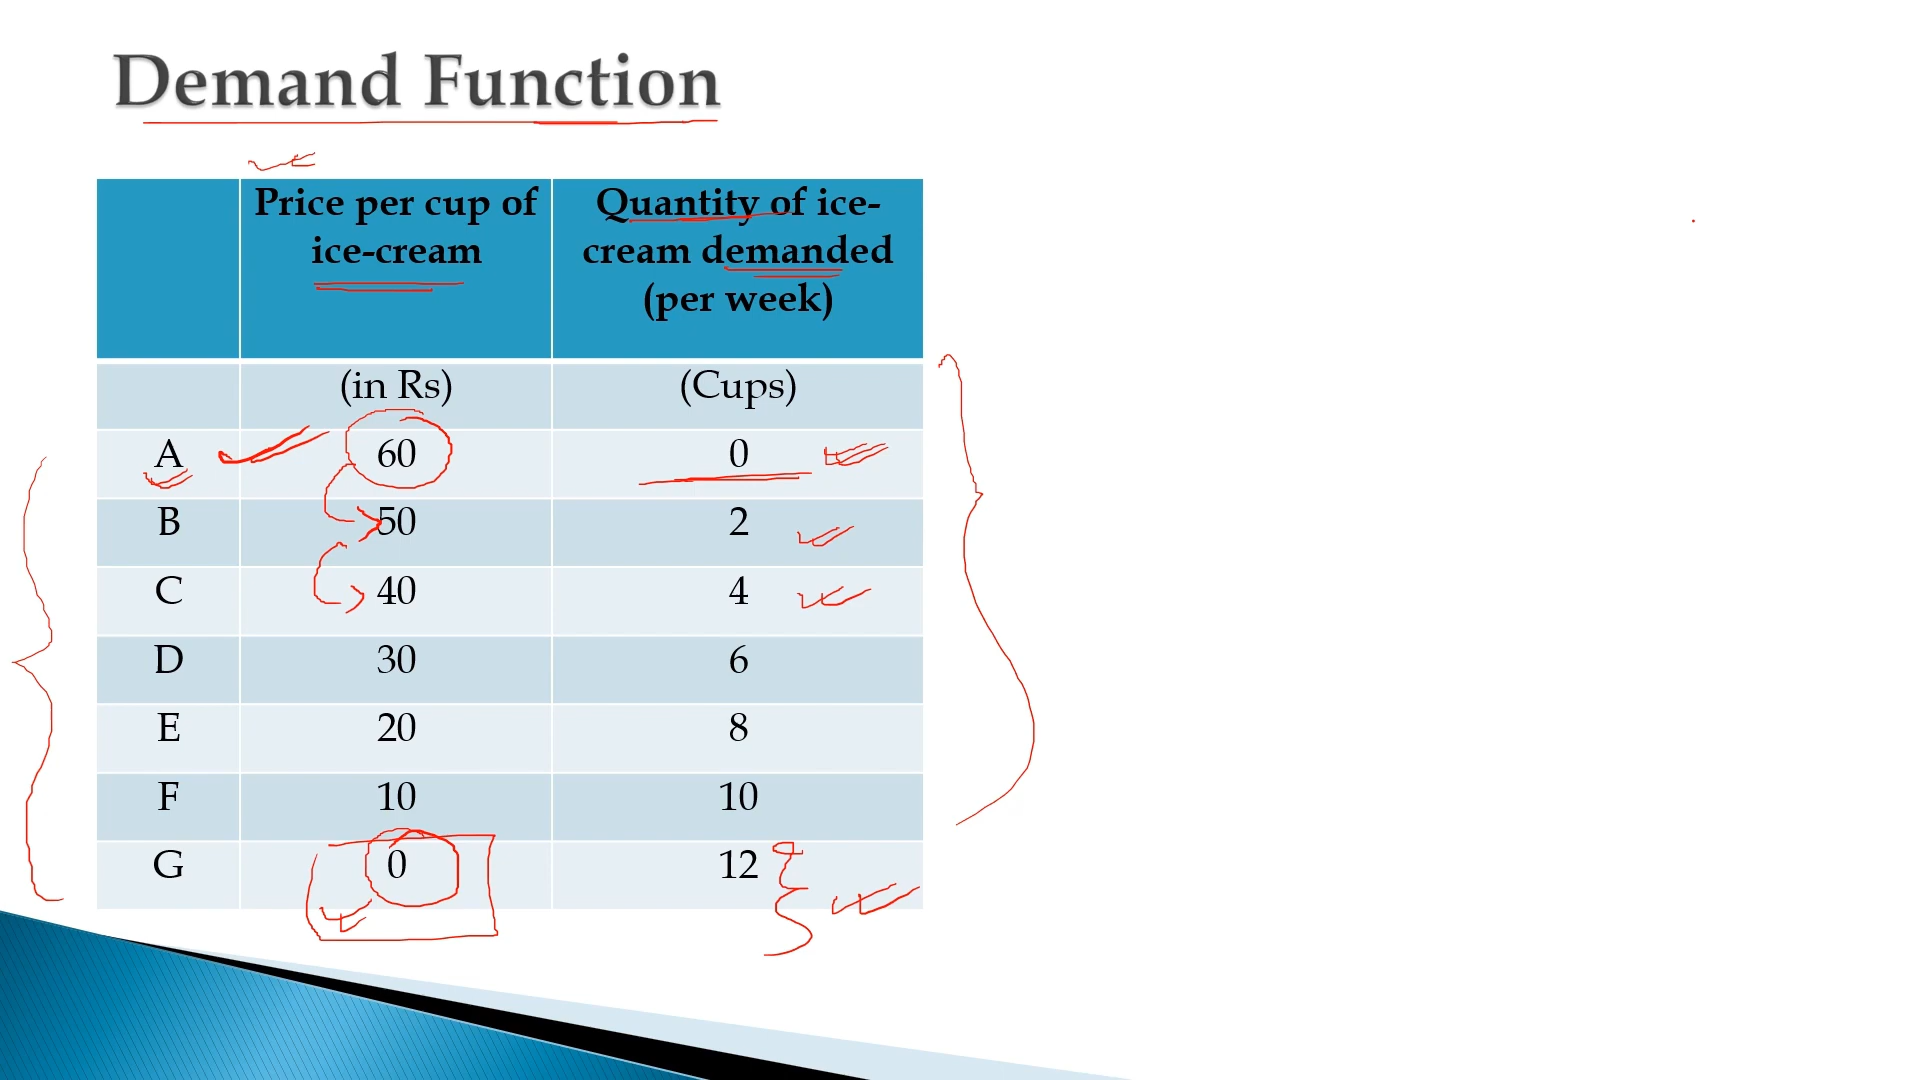 Demand Function
Price per cup of
ice-cream
Quantity of ice-
cream demanded
(per week)
(in Rs)
(Cups)
A 60 0
B 50 2
C 40 4
D 30 6
E 20 8
F 10 10
G 0 12